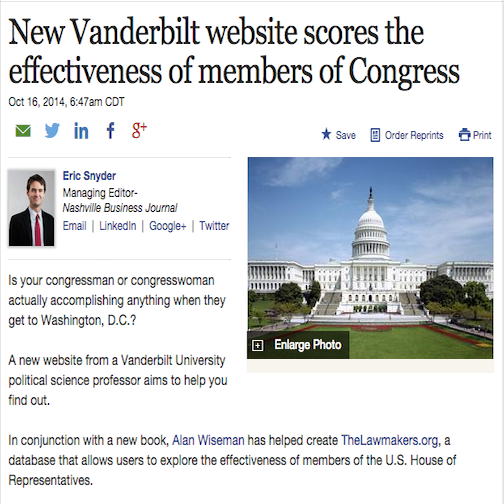 New Vanderbilt website scores the
effectiveness of members of Congress
Oct 16, 2014, 6:47am CDT
Save Order Reprints Print
Eric Snyder
Managing Editor-
Nashville Business Journal
Email | LinkedIn | Google+ | Twitter
Enlarge Photo
Is your congressman or congresswoman
actually accomplishing anything when they
get to Washington, D.C.?
A new website from a Vanderbilt University
political science professor aims to help you
find out.
In conjunction with a new book, Alan Wiseman has helped create TheLawmakers.org, a
database that allows users to explore the effectiveness of members of the U.S. House of
Representatives.